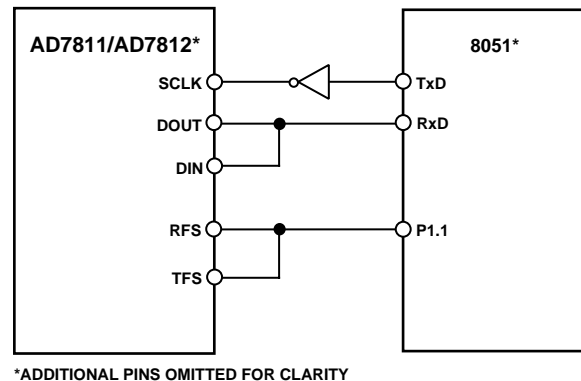 AD7811/AD7812*
8051*
SCLK
TxD
DOUT
RxD
DIN
RFS
P1.1
TFS
*ADDITIONAL PINS OMITTED FOR CLARITY